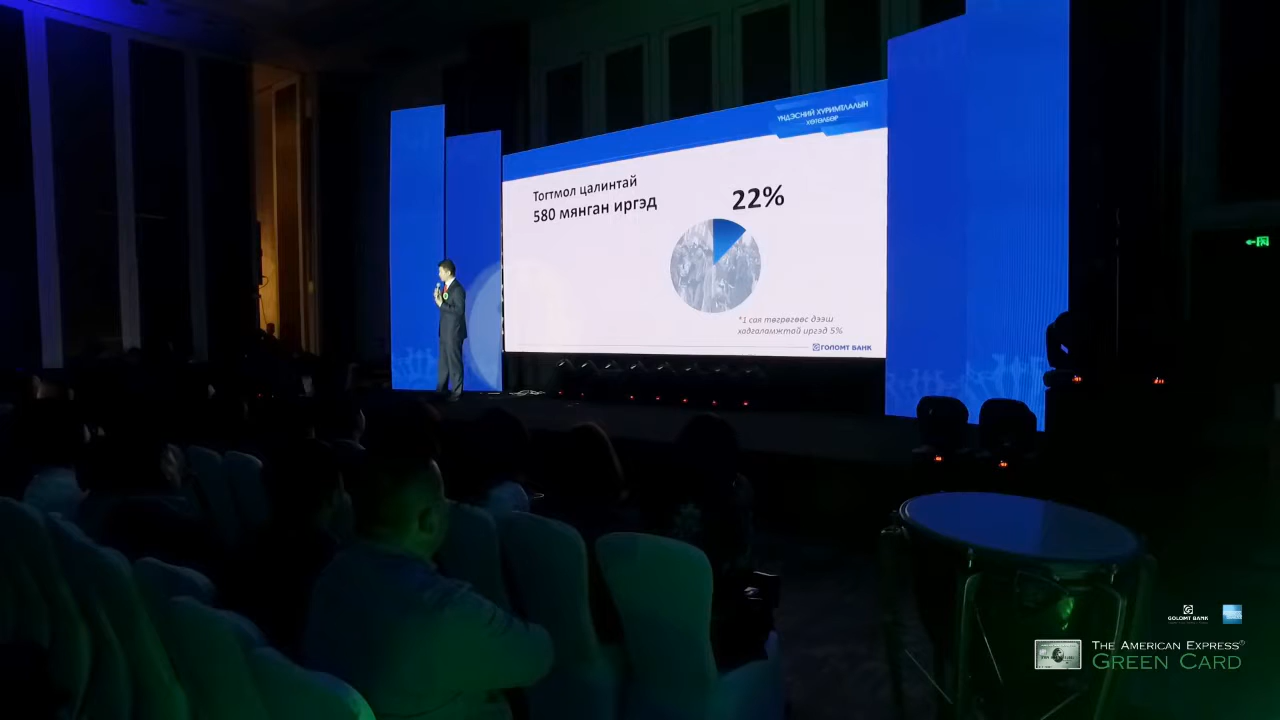 ҮНДЭСНИЙ ХУРИМТЛАЛЫН
ХӨТӨЛБӨР
Тогтмол цалинтай
580 мянган иргэд
22%
*1 сая төгрөгөөс дээш
хадгаламжтай иргэд 5%
ГОЛОМТ БАНК
GOLOMT BANK
THE AMERICAN EXPRESS®
GREEN CARD